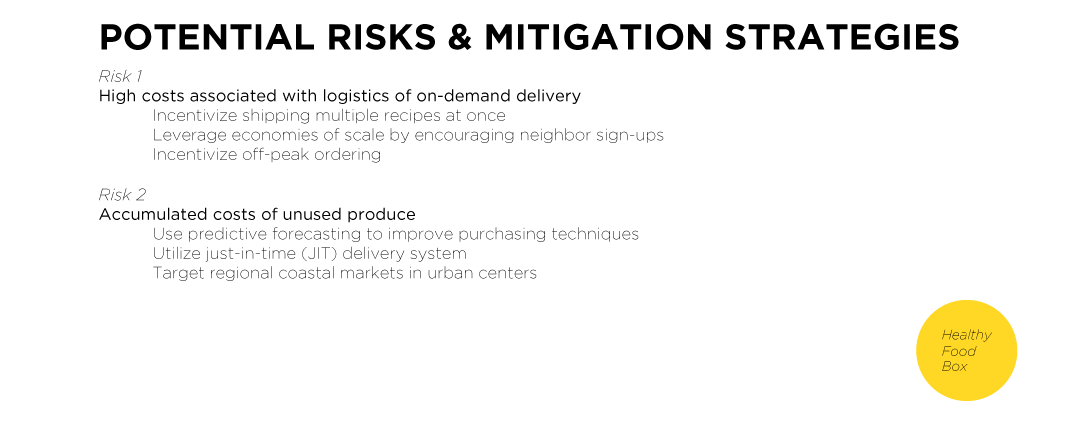 POTENTIAL RISKS & MITIGATION STRATEGIES
Risk 1
High costs associated with logistics of on-demand delivery
Incentivize shipping multiple recipes at once
Leverage economies of scale by encouraging neighbor sign-ups
Incentivize off-peak ordering
Risk 2
Accumulated costs of unused produce
Use predictive forecasting to improve purchasing techniques
Utilize just-in-time (JIT) delivery system
Target regional coastal markets in urban centers
Healthy
Food
Box